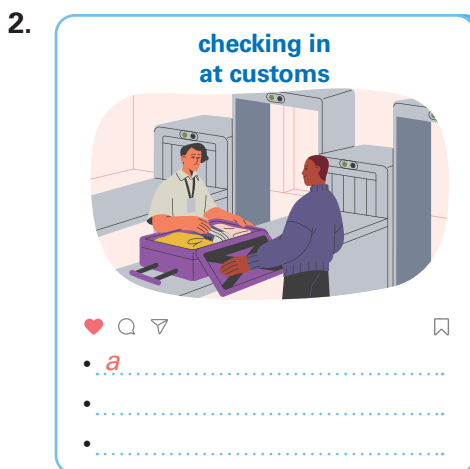 2.
checking in
at customs
• a
•
•